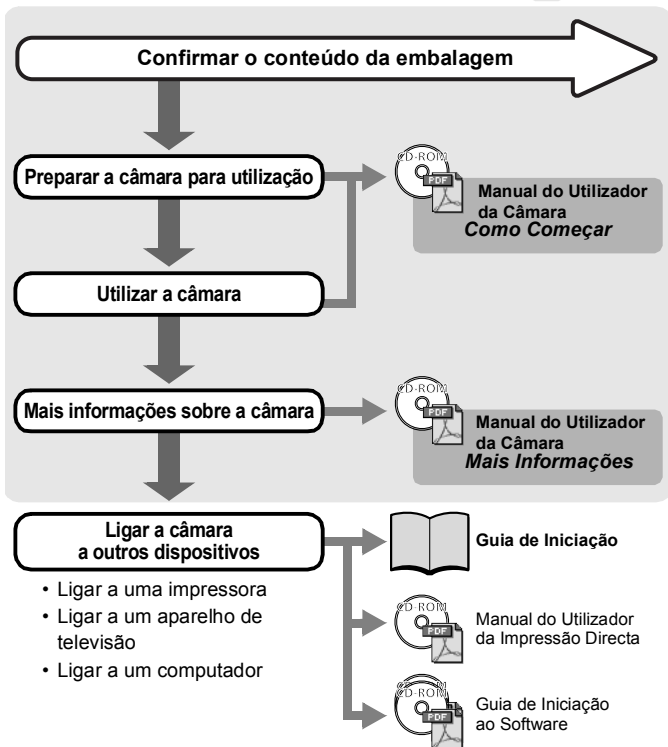 Confirmar o conteúdo da embalagem
Preparar a câmara para utilização
CD-ROM
PDF
Manual do Utilizador
da Câmara
Como Começar
Utilizar a câmara
Mais informações sobre a câmara
CD-ROM
PDF
Manual do Utilizador
da Câmara
Mais Informações
Ligar a câmara
a outros dispositivos
• Ligar a uma impressora
• Ligar a um aparelho de
televisão
• Ligar a um computador
Guia de Iniciação
CD-ROM
PDF
Manual do Utilizador
da Impressão Directa
CD-ROM
PDF
Guia de Iniciação
ao Software